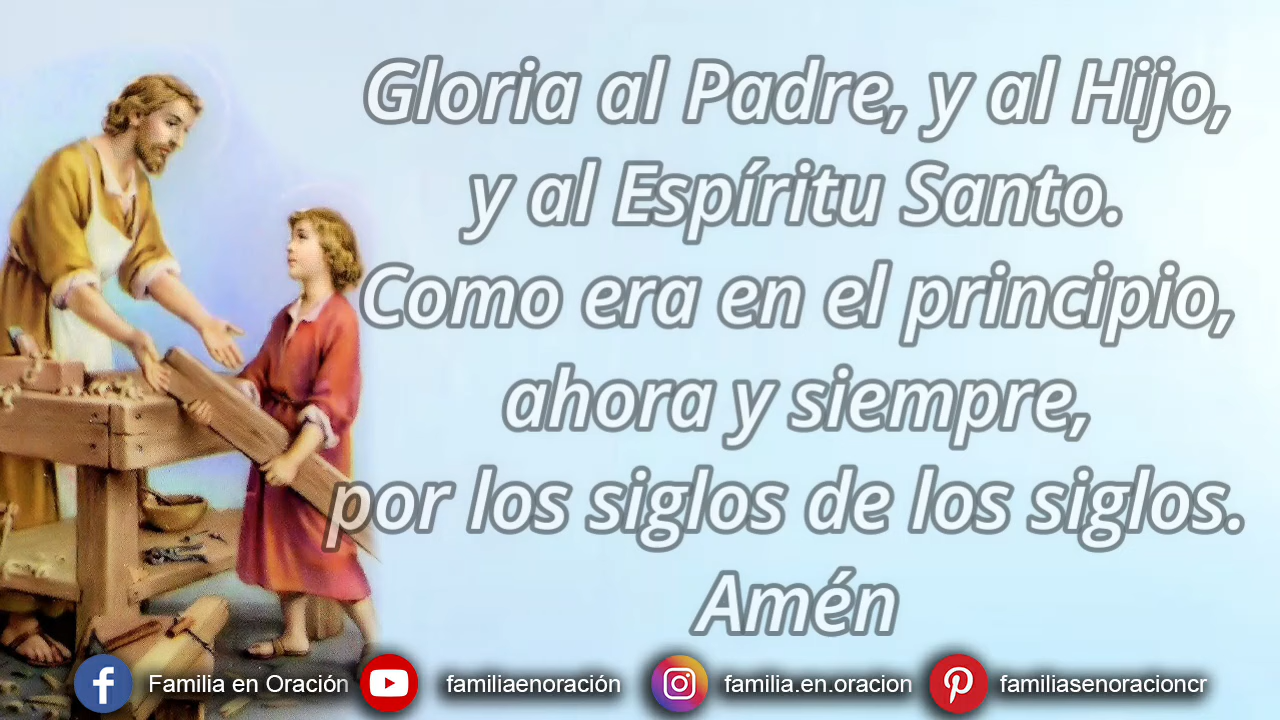 Gloria al Padre, y al Hijo,
y al Espíritu Santo.
Como era en el principio,
ahora y siempre,
por los siglos de los siglos.
Amén
Familia en Oración familiaenoración familia.en.oracion familiasenoracioncr